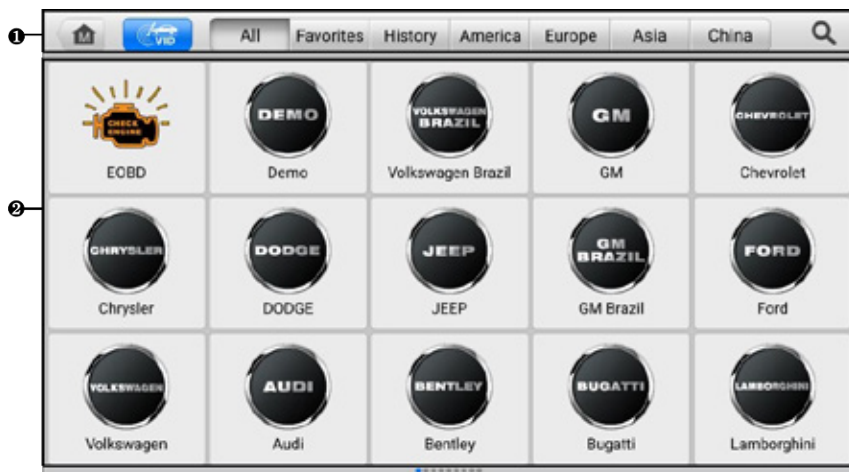 ❶
VID
All Favorites History America Europe Asia China
❷
CHECK ENGINE
EOBD
DEMO
Demo
VOLKSWAGEN BRAZIL
Volkswagen Brazil
GM
GM
CHEVROLET
Chevrolet
CHRYSLER
Chrysler
DODGE
DODGE
JEEP
JEEP
GM BRAZIL
GM Brazil
FORD
Ford
VOLKSWAGEN
Volkswagen
AUDI
Audi
BENTLEY
Bentley
BUGATTI
Bugatti
LAMBORGHINI
Lamborghini